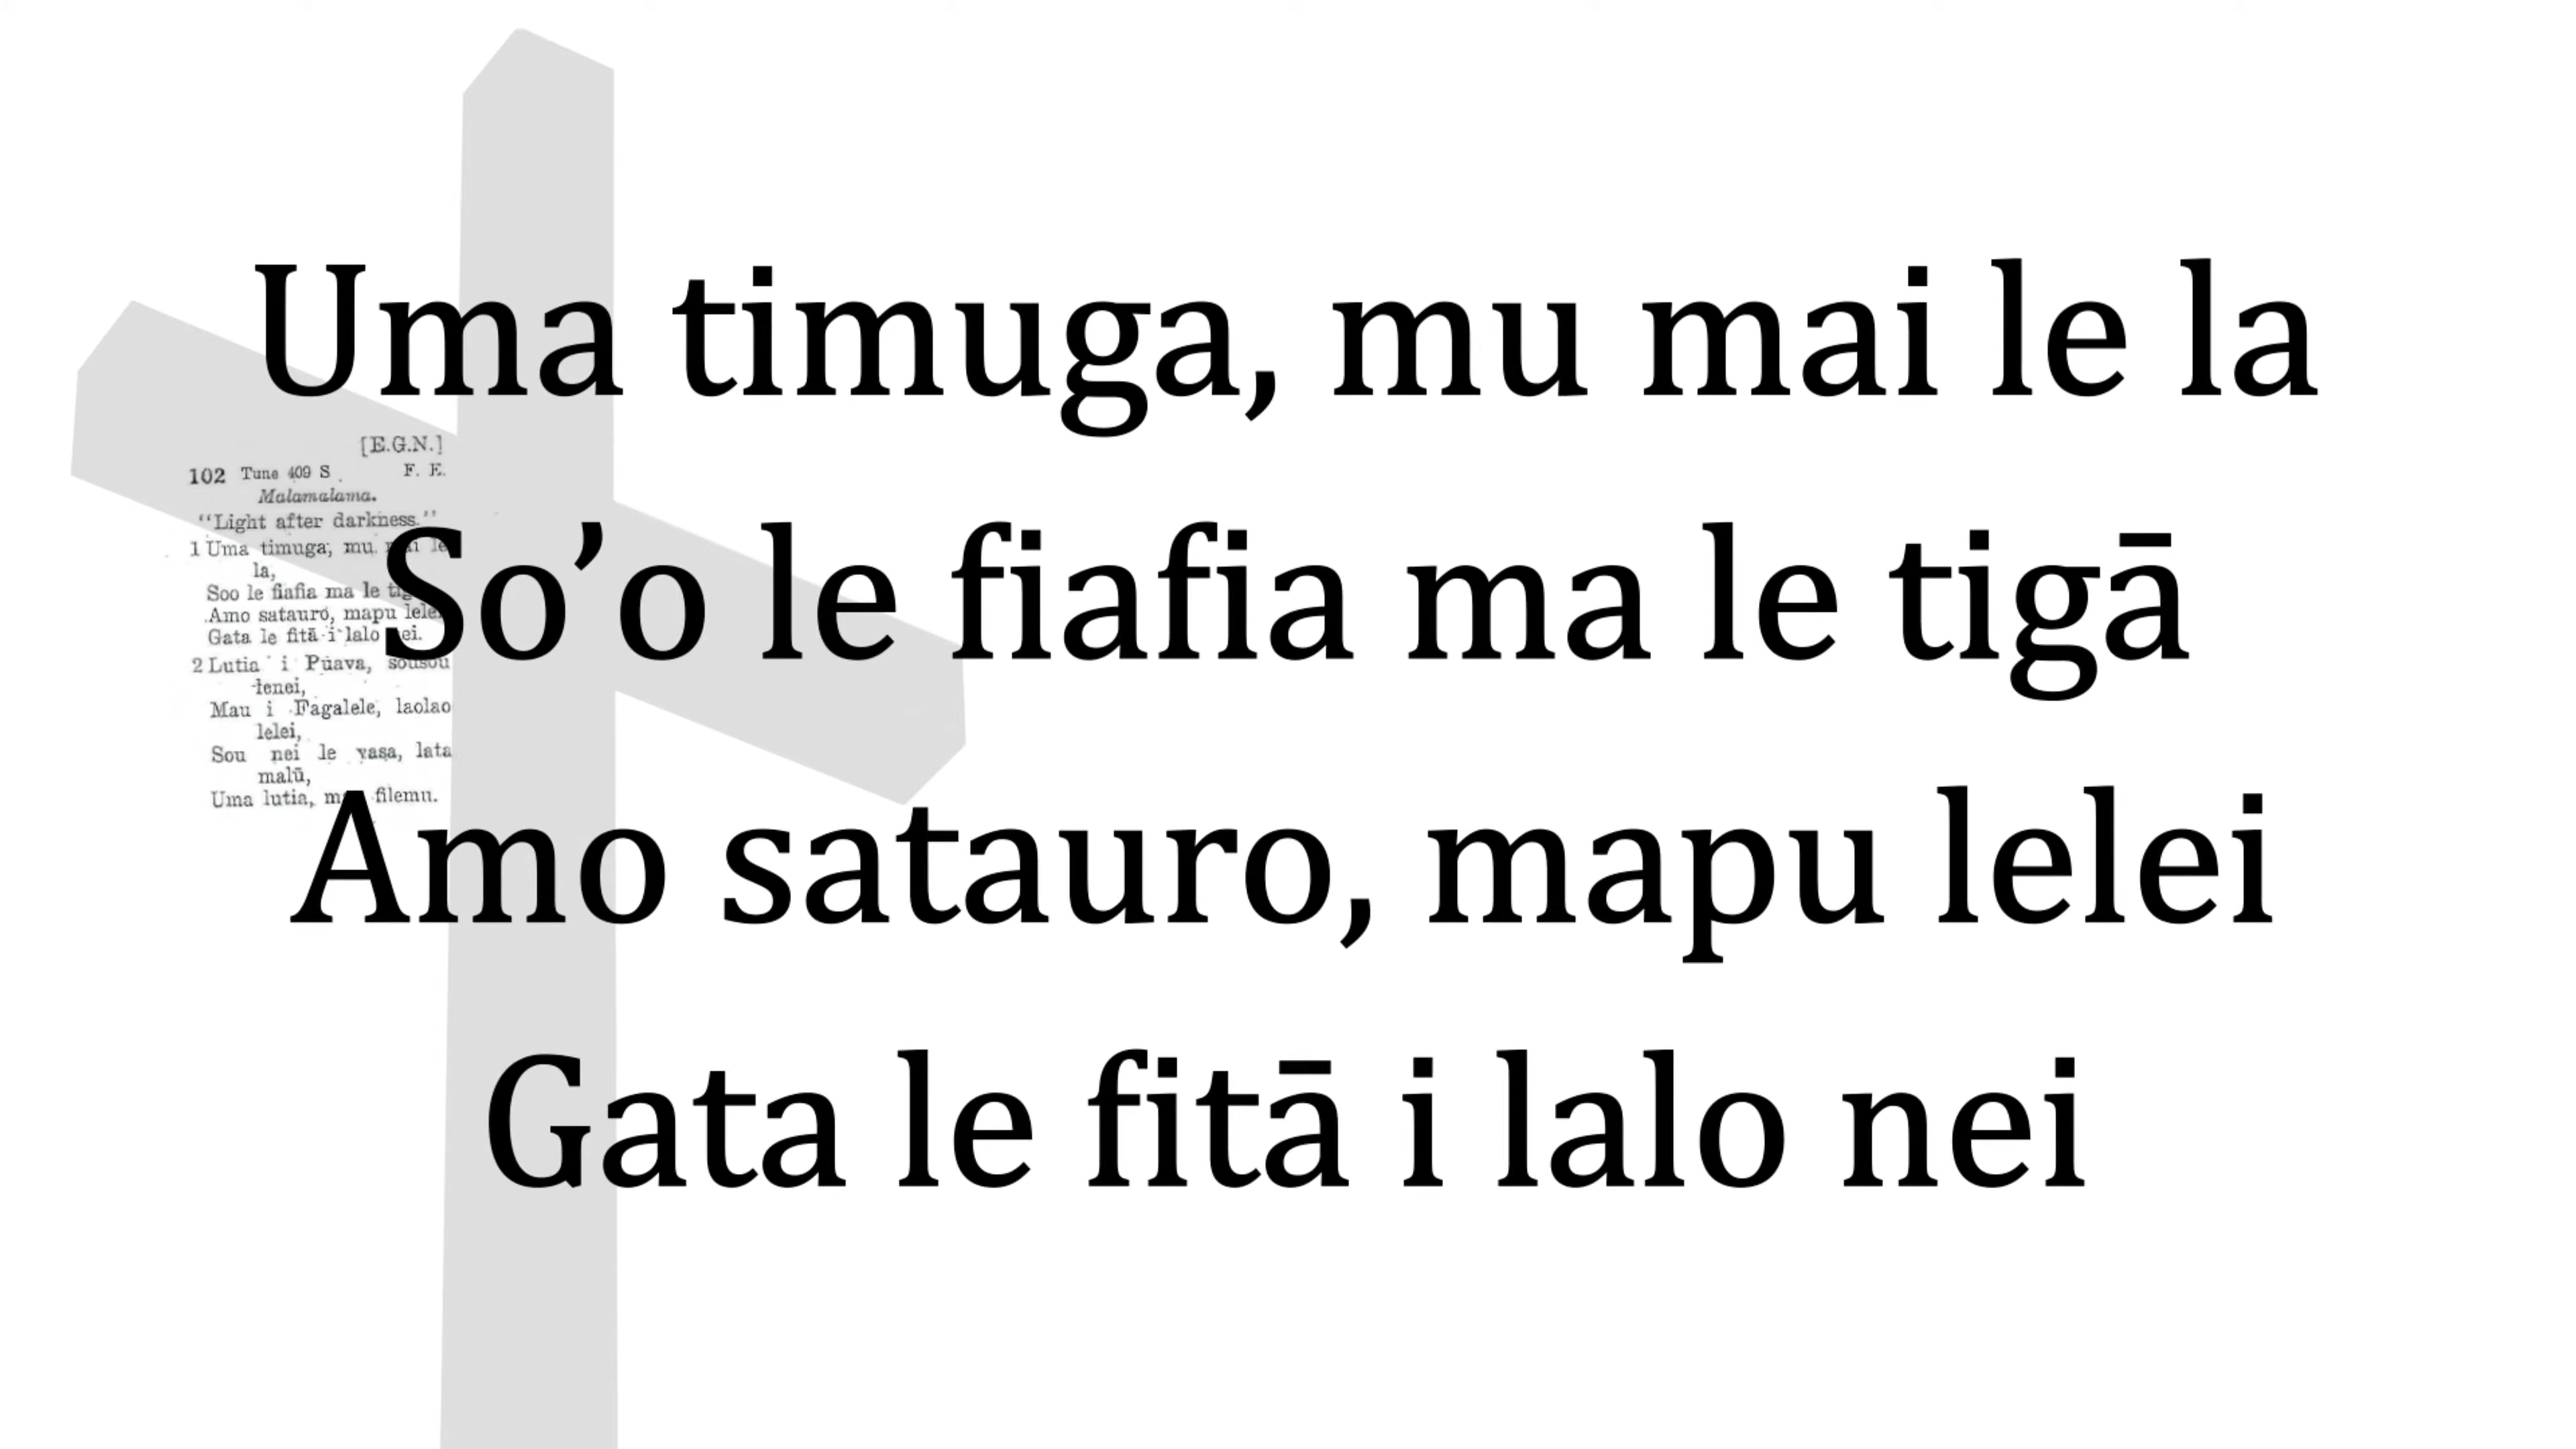 Uma timuga, mu mai le la
So’o le fiafia ma le tigā
Amo satauro, mapu lelei
Gata le fitā i lalo nei
[E.G.N.]
102 Tune 409 S. F. E.
Malamalama.
“Light after darkness.”
1 Uma timuga, mu le
la,
Soo le fiafia ma le
Amo satauro, mapu
Gata le fitā i lalo
2 Lutia i Puava, sousou
tenei,
Mau i Fagalele, laolao
lelei,
Sou nei le vasa, lata
malū,
Uma lutia, filemu.